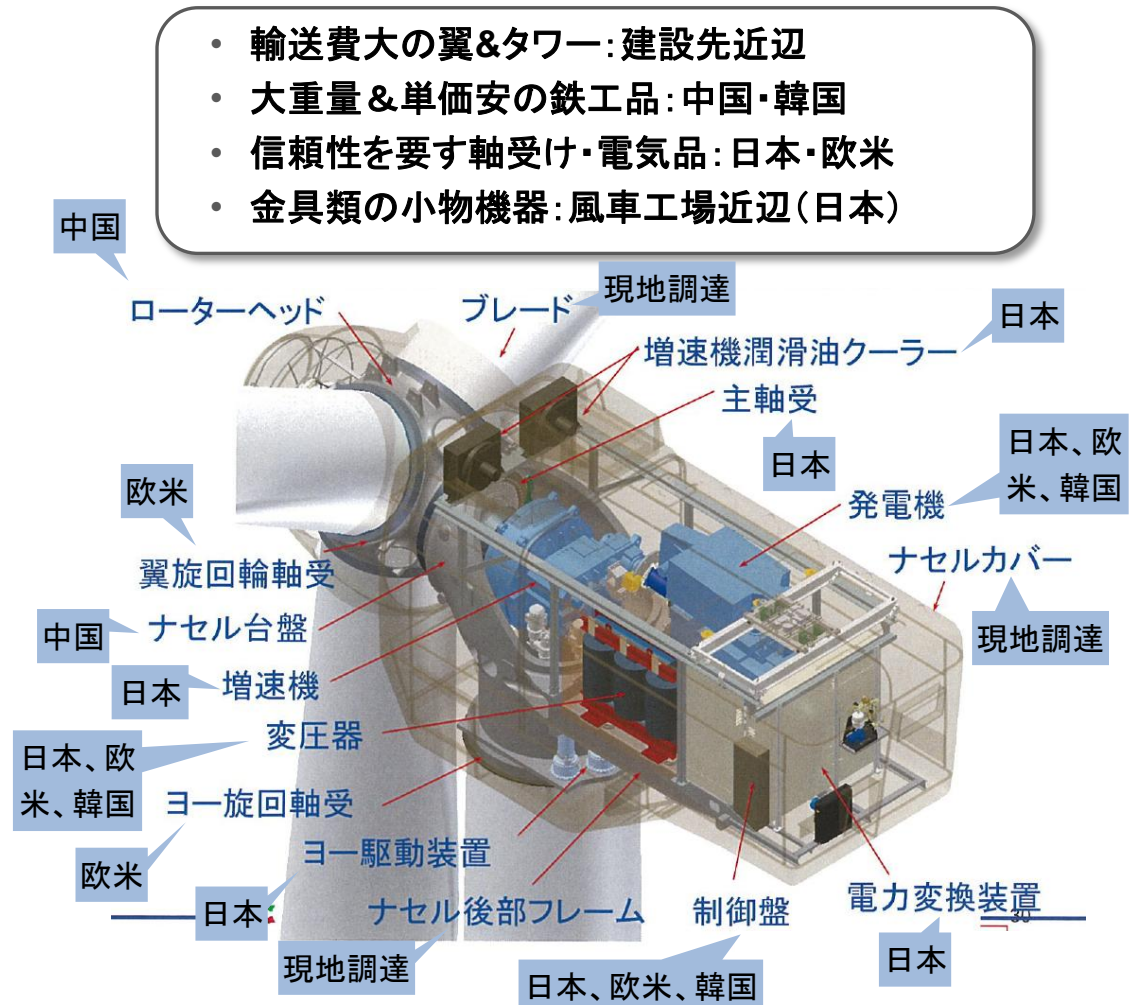 • 輸送費大の翼&タワー：建設先近辺
• 大重量＆単価安の鉄工品：中国・韓国
• 信頼性を要す軸受け・電気品：日本・欧米
• 金具類の小物機器：風車工場近辺（日本）
中国
ローターヘッド
ブレード
現地調達
増速機潤滑油クーラー
日本
主軸受
日本
発電機
日本、欧
米、韓国
欧米
翼旋回輪軸受
ナセルカバー
現地調達
中国
ナセル台盤
日本
増速機
変圧器
日本、欧
米、韓国
ヨー旋回軸受
欧米
ヨー駆動装置
日本
ナセル後部フレーム
現地調達
制御盤
日本、欧米、韓国
電力変換装置
日本
30